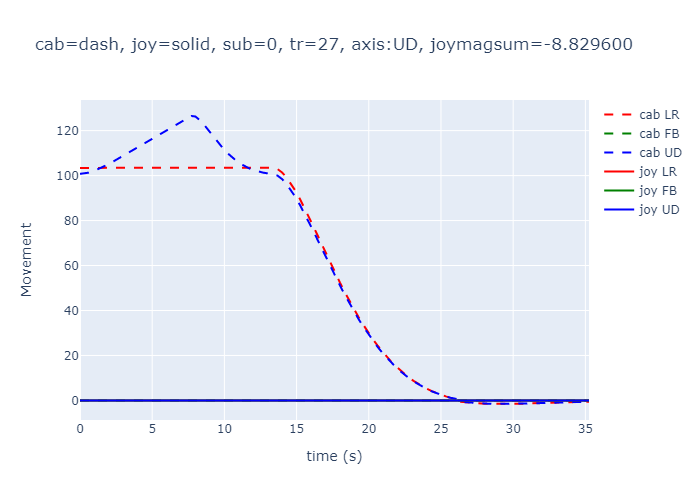 cab=dash, joy=solid, sub=0, tr=27, axis:UD, joymagsum=-8.829600
cab LR
cab FB
cab UD
joy LR
joy FB
joy UD
Movement
120
100
80
60
40
20
0
0 5 10 15 20 25 30 35
time (s)